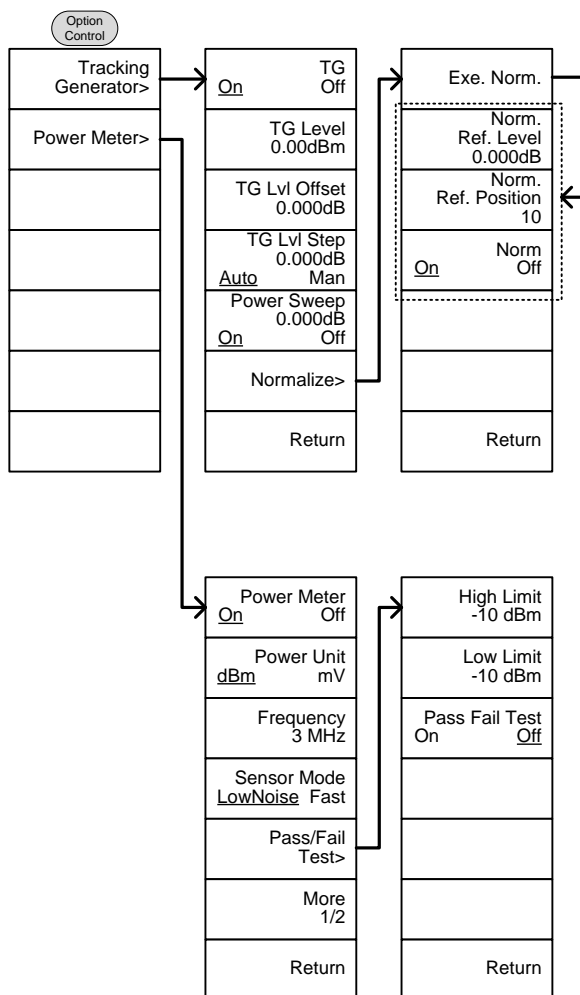 Option
Control
Tracking
Generator>
Power Meter>
TG
On Off
TG Level
0.00dBm
TG Lvl Offset
0.000dB
TG Lvl Step
0.000dB
Auto Man
Power Sweep
0.000dB
On Off
Normalize>
Return
Exe. Norm.
Norm.
Ref. Level
0.000dB
Norm.
Ref. Position
10
Norm
On Off
Return
Power Meter
On Off
Power Unit
dBm mV
Frequency
3 MHz
Sensor Mode
LowNoise Fast
Pass/Fail
Test>
More
1/2
Return
High Limit
-10 dBm
Low Limit
-10 dBm
Pass Fail Test
On Off
Return